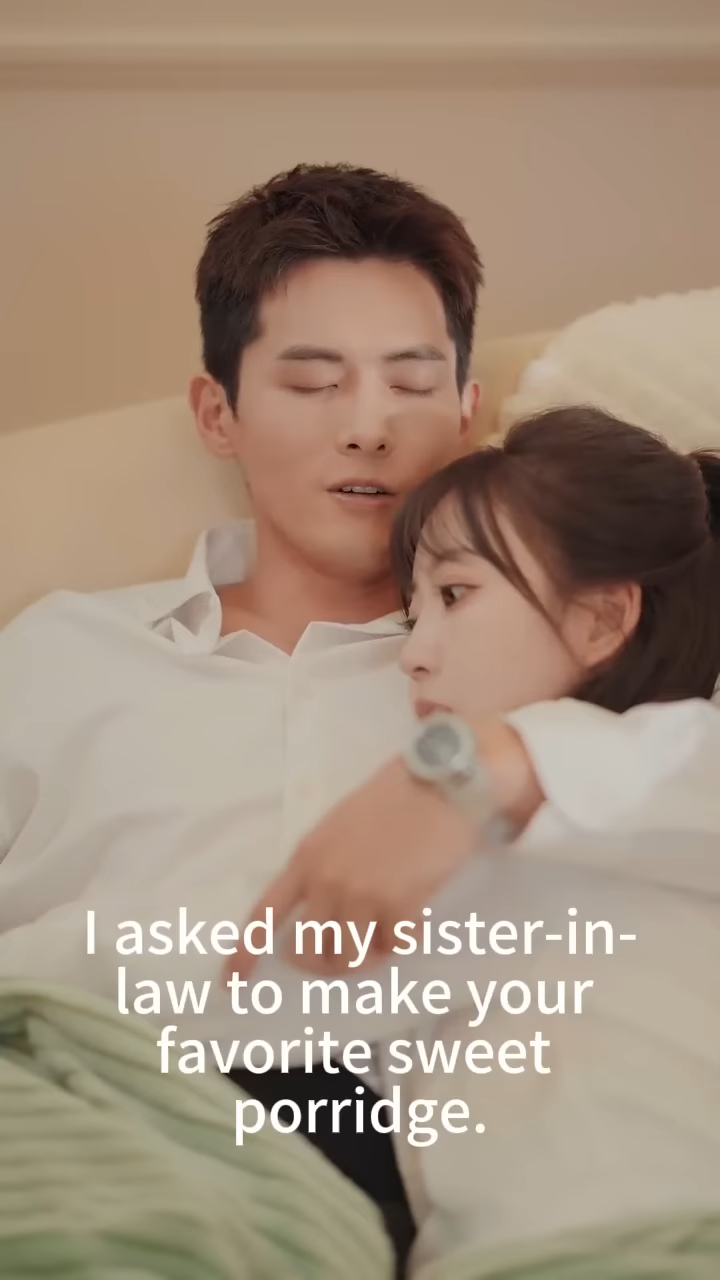 I asked my sister-in-
law to make your
favorite sweet
porridge.